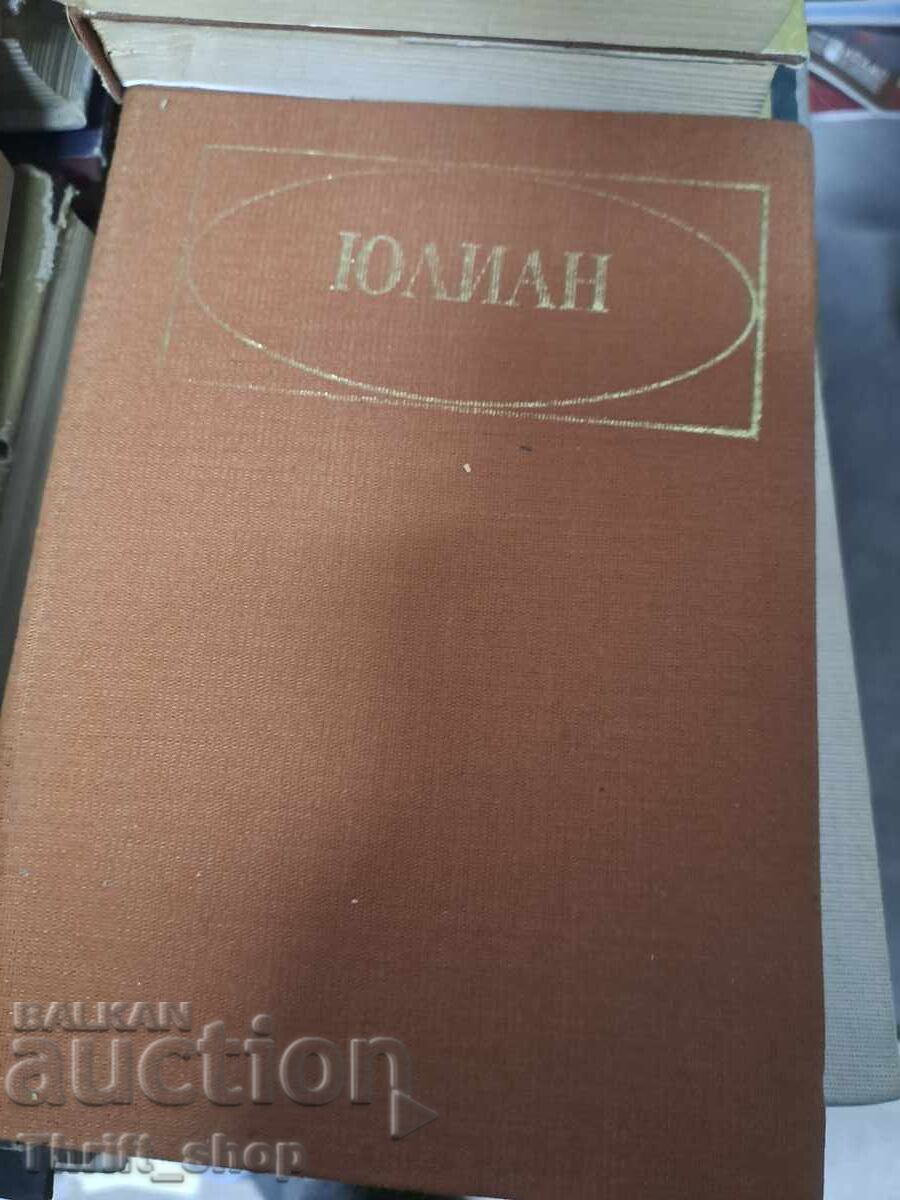 ЮЛИАН
BALKAN
auction
Thrift_shop